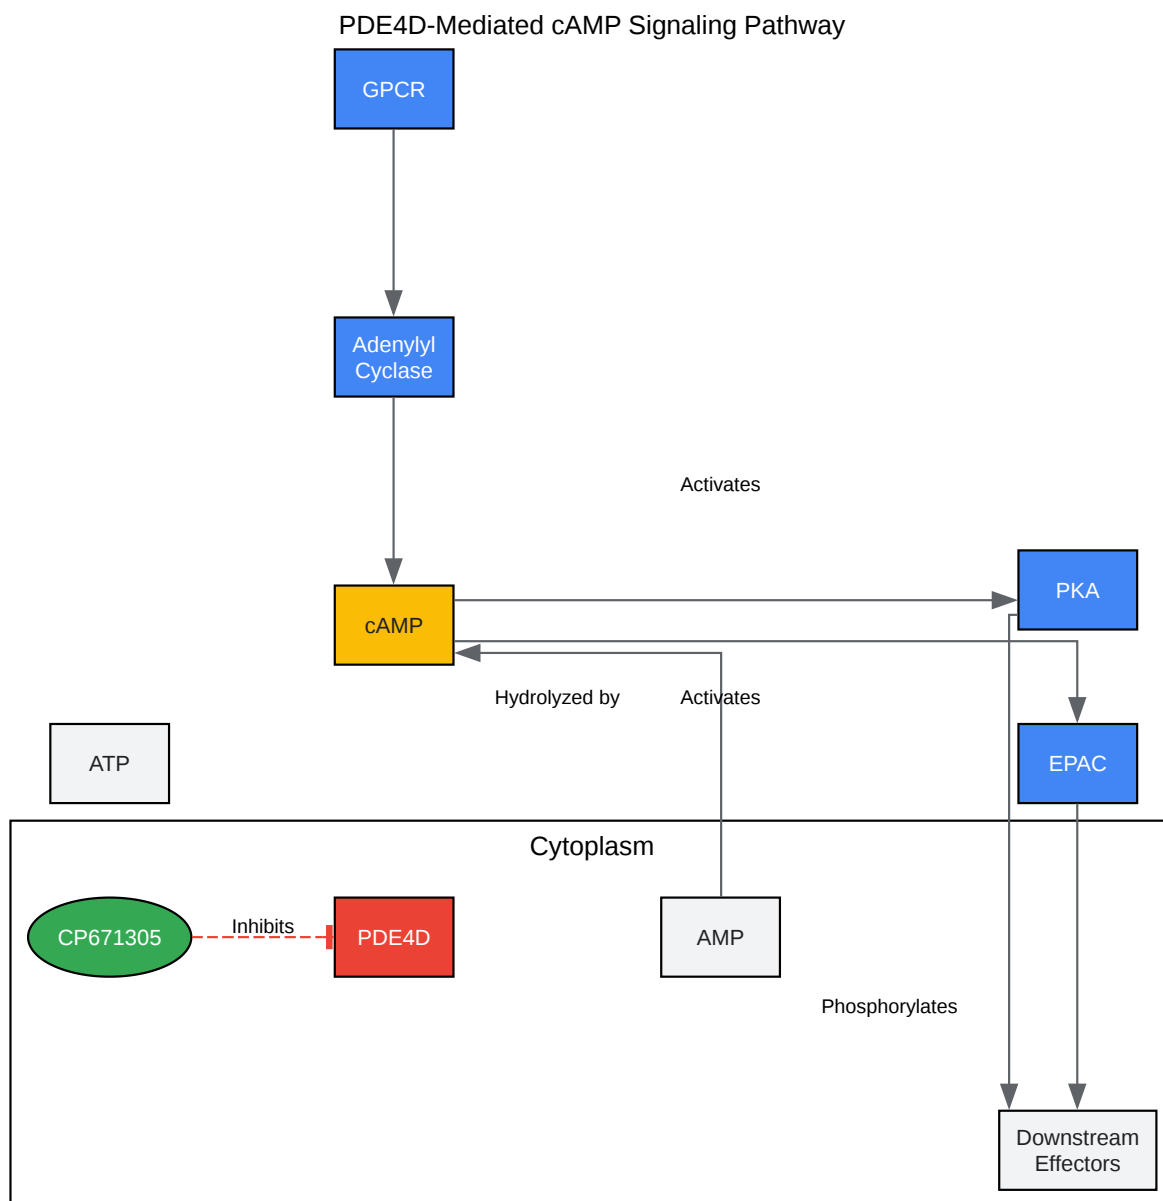 PDE4D-Mediated cAMP Signaling Pathway
GPCR
Adenylyl
Cyclase
Activates
PKA
cAMP
Hydrolyzed by
Activates
ATP
EPAC
Cytoplasm
CP671305
Inhibits
PDE4D
AMP
Phosphorylates
Downstream
Effectors